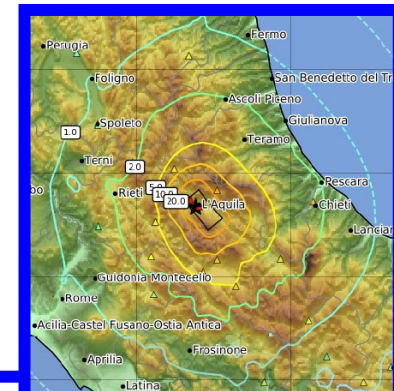 Fermo
Perugia
Foligno
San Benedetto del Tr
Ascoli Piceno
Giulianova
Spoleto
1.0
Teramo
Terni
2.0
Pescara
5.0
Rieti
10.0
20.0
L'Aquila
Chieti
bo
Lancian
Guidonia Montecello
Rome
Acilia-Castel Fusano-Ostia Antica
Frosinone
Aprilia
Latina